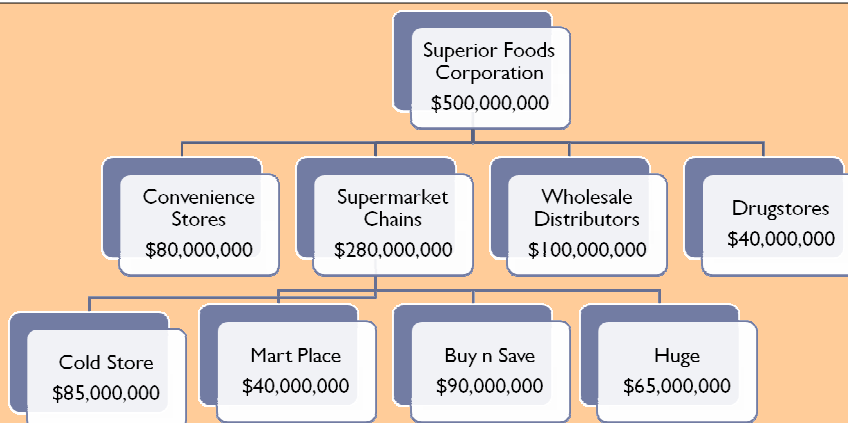 Superior Foods
Corporation
$500,000,000
Convenience
Stores
$80,000,000
Supermarket
Chains
$280,000,000
Wholesale
Distributors
$100,000,000
Drugstores
$40,000,000
Cold Store
$85,000,000
Mart Place
$40,000,000
Buy n Save
$90,000,000
Huge
$65,000,000